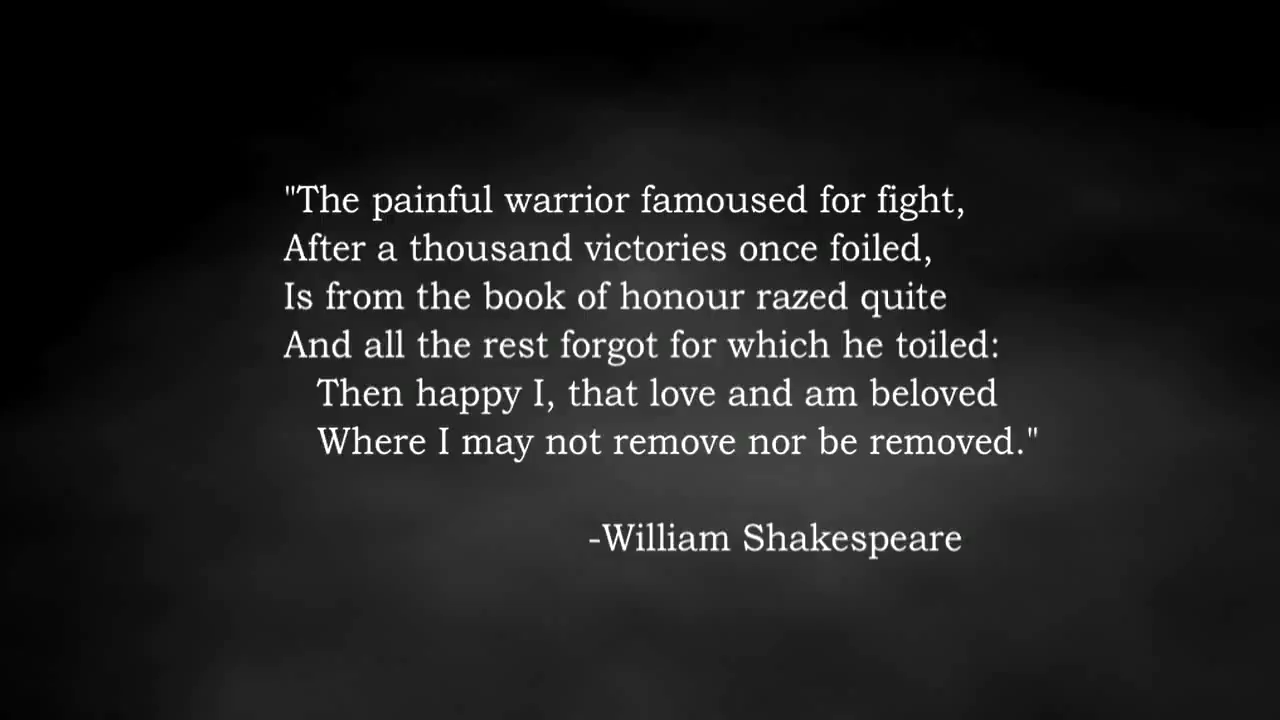 "The painful warrior famoused for fight,
After a thousand victories once foiled,
Is from the book of honour razed quite
And all the rest forgot for which he toiled:
Then happy I, that love and am beloved
Where I may not remove nor be removed."
-William Shakespeare